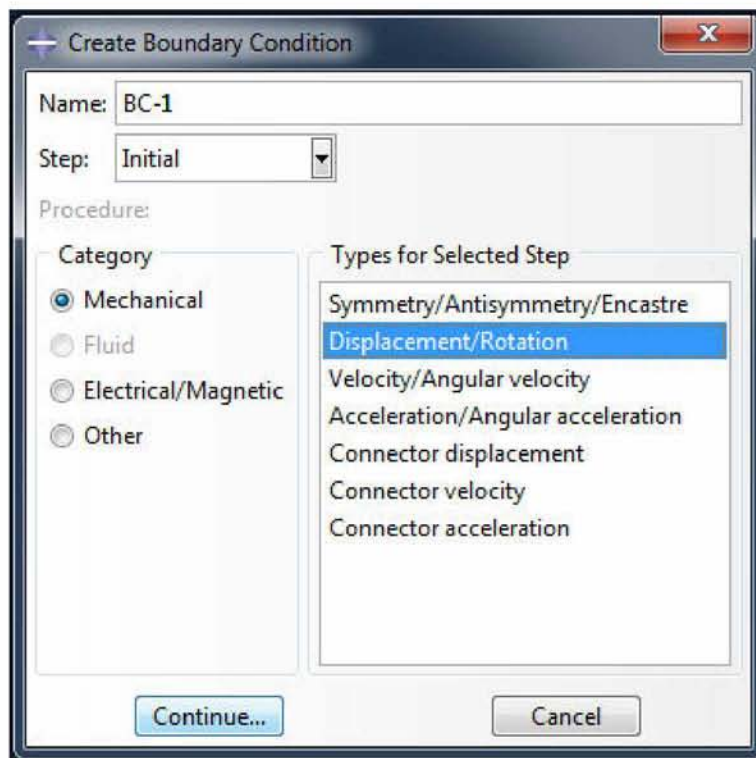 Create Boundary Condition
Name: BC-1
Step: Initial
Procedure:
Category
Mechanical
Fluid
Electrical/Magnetic
Other
Types for Selected Step
Symmetry/Antisymmetry/Encastre
Displacement/Rotation
Velocity/Angular velocity
Acceleration/Angular acceleration
Connector displacement
Connector velocity
Connector acceleration
Continue...
Cancel